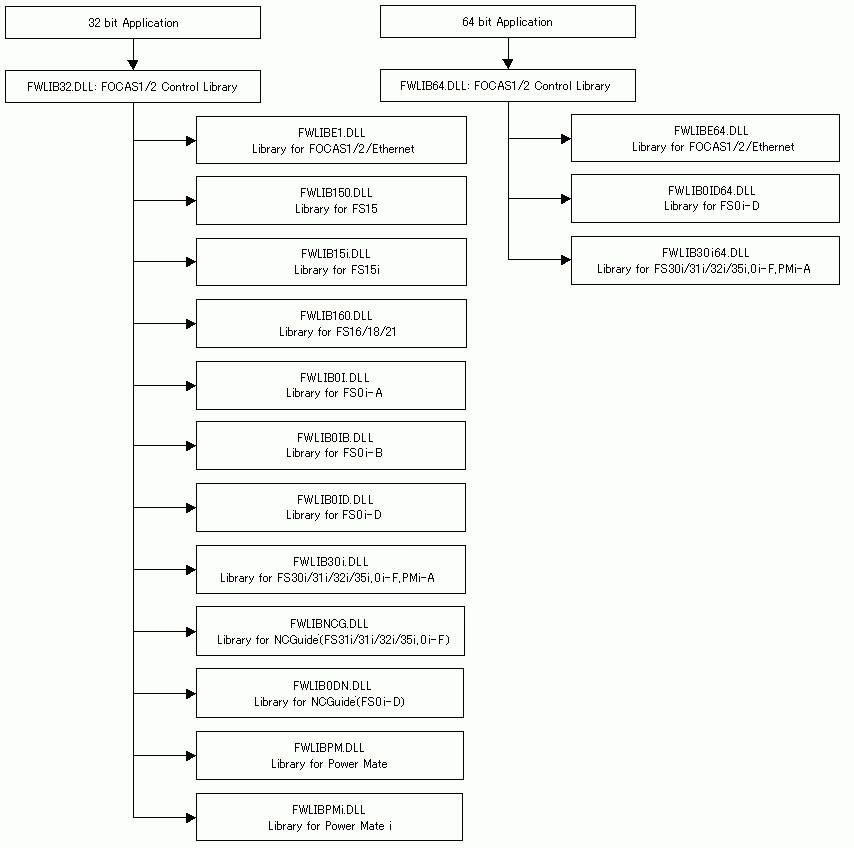 32 bit Application
FWLIB32.DLL: FOCAS1/2 Control Library
FWLIBE1.DLL
Library for FOCAS1/2/Ethernet
FWLIB150.DLL
Library for FS15
FWLIB15i.DLL
Library for FS15i
FWLIB160.DLL
Library for FS16/18/21
FWLIB0I.DLL
Library for FS0i-A
FWLIB0IB.DLL
Library for FS0i-B
FWLIB0ID.DLL
Library for FS0i-D
FWLIB30i.DLL
Library for FS30i/31i/32i/35i,0i-F,PMi-A
FWLIBNCG.DLL
Library for NCGuide(FS31i/31i/32i/35i,0i-F)
FWLIB0DN.DLL
Library for NCGuide(FS0i-D)
FWLIBPM.DLL
Library for Power Mate
FWLIBPMi.DLL
Library for Power Mate i
64 bit Application
FWLIB64.DLL: FOCAS1/2 Control Library
FWLIBE64.DLL
Library for FOCAS1/2/Ethernet
FWLIB0ID64.DLL
Library for FS0i-D
FWLIB30i64.DLL
Library for FS30i/31i/32i/35i,0i-F,PMi-A